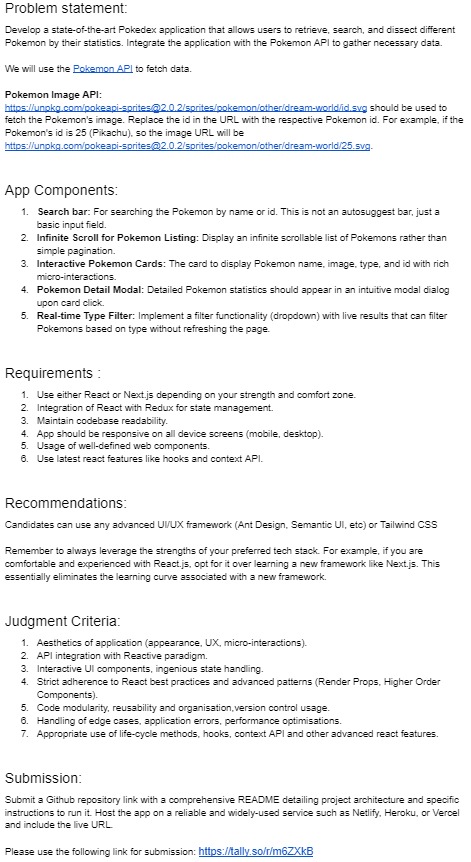 Problem statement:
Develop a state-of-the-art Pokedex application that allows users to retrieve, search, and dissect different
Pokemon by their statistics. Integrate the application with the Pokemon API to gather necessary data.
We will use the Pokemon API to fetch data.
Pokemon Image API:
https://unpkg.com/pokeapi-sprites@2.0.2/sprites/pokemon/other/dream-world/id.svg should be used to
fetch the Pokemon's image. Replace the id in the URL with the respective Pokemon id. For example, if the
Pokemon's id is 25 (Pikachu), so the image URL will be
https://unpkg.com/pokeapi-sprites@2.0.2/sprites/pokemon/other/dream-world/25.svg.
App Components:
1. Search bar: For searching the Pokemon by name or id. This is not an autosuggest bar, just a
basic input field.
2. Infinite Scroll for Pokemon Listing: Display an infinite scrollable list of Pokemons rather than
simple pagination.
3. Interactive Pokemon Cards: The card to display Pokemon name, image, type, and id with rich
micro-interactions.
4. Pokemon Detail Modal: Detailed Pokemon statistics should appear in an intuitive modal dialog
upon card click.
5. Real-time Type Filter: Implement a filter functionality (dropdown) with live results that can filter
Pokemons based on type without refreshing the page.
Requirements :
1. Use either React or Next.js depending on your strength and comfort zone.
2. Integration of React with Redux for state management.
3. Maintain codebase readability.
4. App should be responsive on all device screens (mobile, desktop).
5. Usage of well-defined web components.
6. Use latest react features like hooks and context API.
Recommendations:
Candidates can use any advanced UI/UX framework (Ant Design, Semantic UI, etc) or Tailwind CSS
Remember to always leverage the strengths of your preferred tech stack. For example, if you are
comfortable and experienced with React.js, opt for it over learning a new framework like Next.js. This
essentially eliminates the learning curve associated with a new framework.
Judgment Criteria:
1. Aesthetics of application (appearance, UX, micro-interactions).
2. API integration with Reactive paradigm.
3. Interactive UI components, ingenious state handling.
4. Strict adherence to React best practices and advanced patterns (Render Props, Higher Order
Components).
5. Code modularity, reusability and organisation,version control usage.
6. Handling of edge cases, application errors, performance optimisations.
7. Appropriate use of life-cycle methods, hooks, context API and other advanced react features.
Submission:
Submit a Github repository link with a comprehensive README detailing project architecture and specific
instructions to run it. Host the app on a reliable and widely-used service such as Netlify, Heroku, or Vercel
and include the live URL.
Please use the following link for submission: https://tally.so/r/m6ZXkB